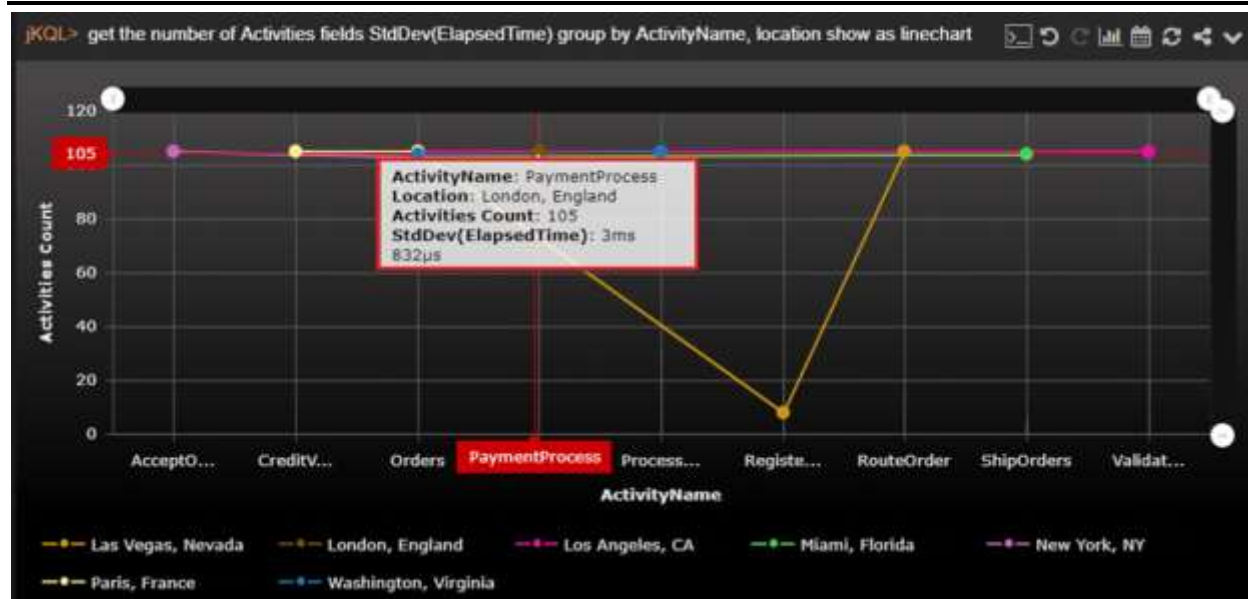 jKQL> get the number of Activities fields StdDev(ElapsedTime) group by ActivityName, location show as linechart
120
105
80
60
40
20
0
Activities Count
ActivityName: PaymentProcess
Location: London, England
Activities Count: 105
StdDev(ElapsedTime): 3ms
832µs
AcceptO... CreditV... Orders PaymentProcess Process... Registe... RouteOrder ShipOrders Validat...
ActivityName
Las Vegas, Nevada London, England Los Angeles, CA Miami, Florida New York, NY
Paris, France Washington, Virginia